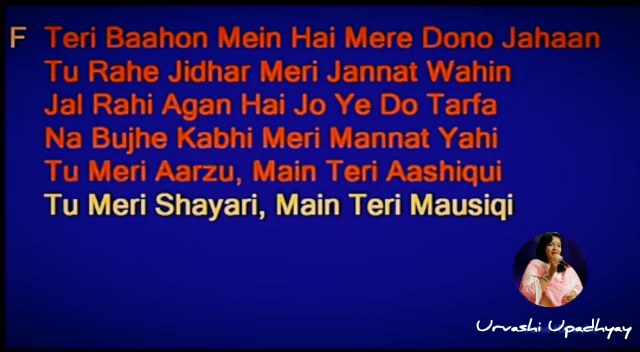 F Teri Baahon Mein Hai Mere Dono Jahaan
Tu Rahe Jidhar Meri Jannat Wahin
Jal Rahi Agan Hai Jo Ye Do Tarfa
Na Bujhe Kabhi Meri Mannat Yahi
Tu Meri Aarzu, Main Teri Aashiqui
Tu Meri Shayari, Main Teri Mausiqi
Urvashi Upadhyay